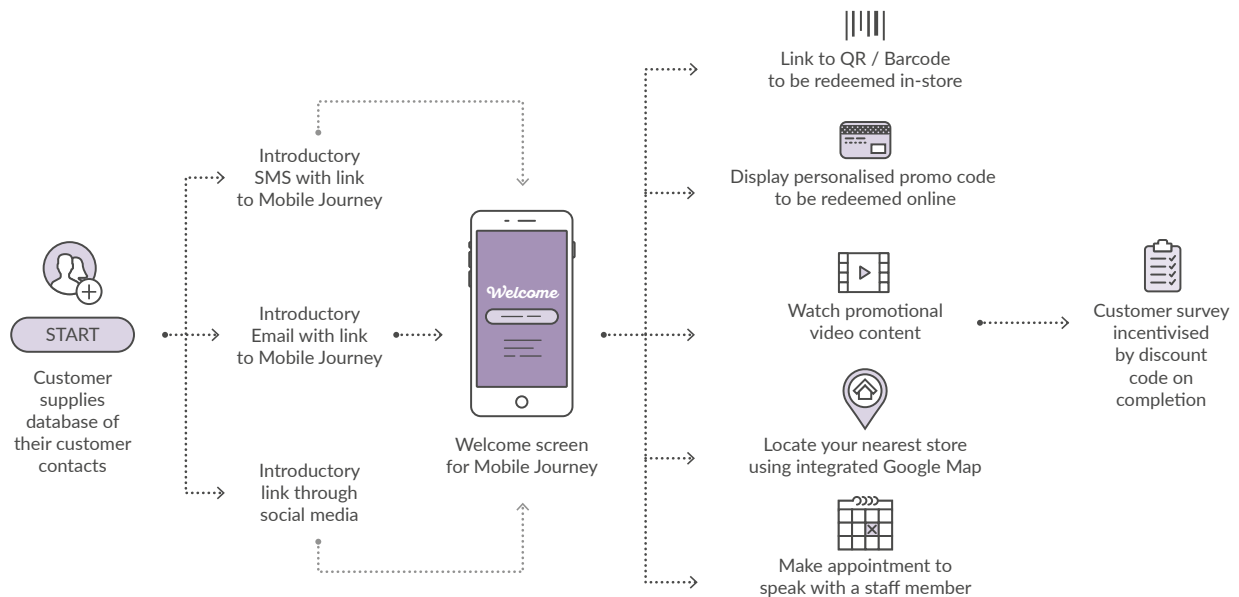 START
Customer
supplies
database of
their customer
contacts
Introductory
SMS with link
to Mobile Journey
Introductory
Email with link
to Mobile Journey
Introductory
link through
social media
Welcome
Welcome screen
for Mobile Journey
Link to QR / Barcode
to be redeemed in-store
Display personalised promo code
to be redeemed online
Watch promotional
video content
Locate your nearest store
using integrated Google Map
Make appointment to
speak with a staff member
Customer survey
incentivised
by discount
code on
completion